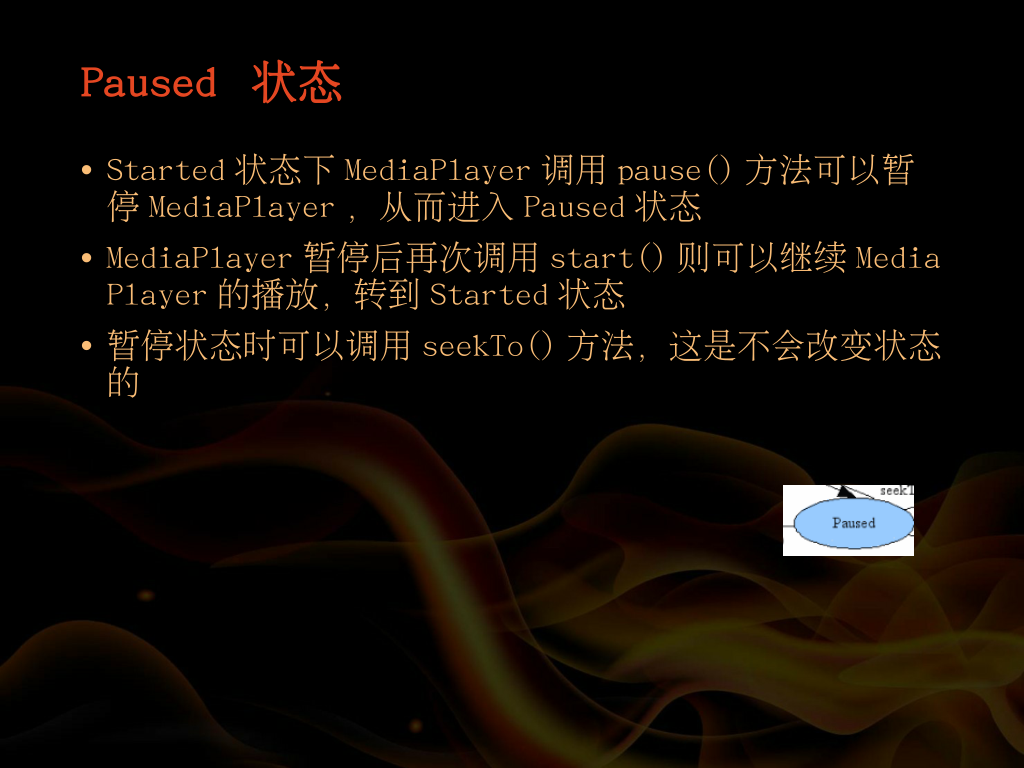 Paused 状态
• Started 状态下 MediaPlayer 调用 pause() 方法可以暂
停 MediaPlayer ，从而进入 Paused 状态
• MediaPlayer 暂停后再次调用 start() 则可以继续 Media
Player 的播放，转到 Started 状态
• 暂停状态时可以调用 seekTo() 方法，这是不会改变状态
的
seekT
Paused